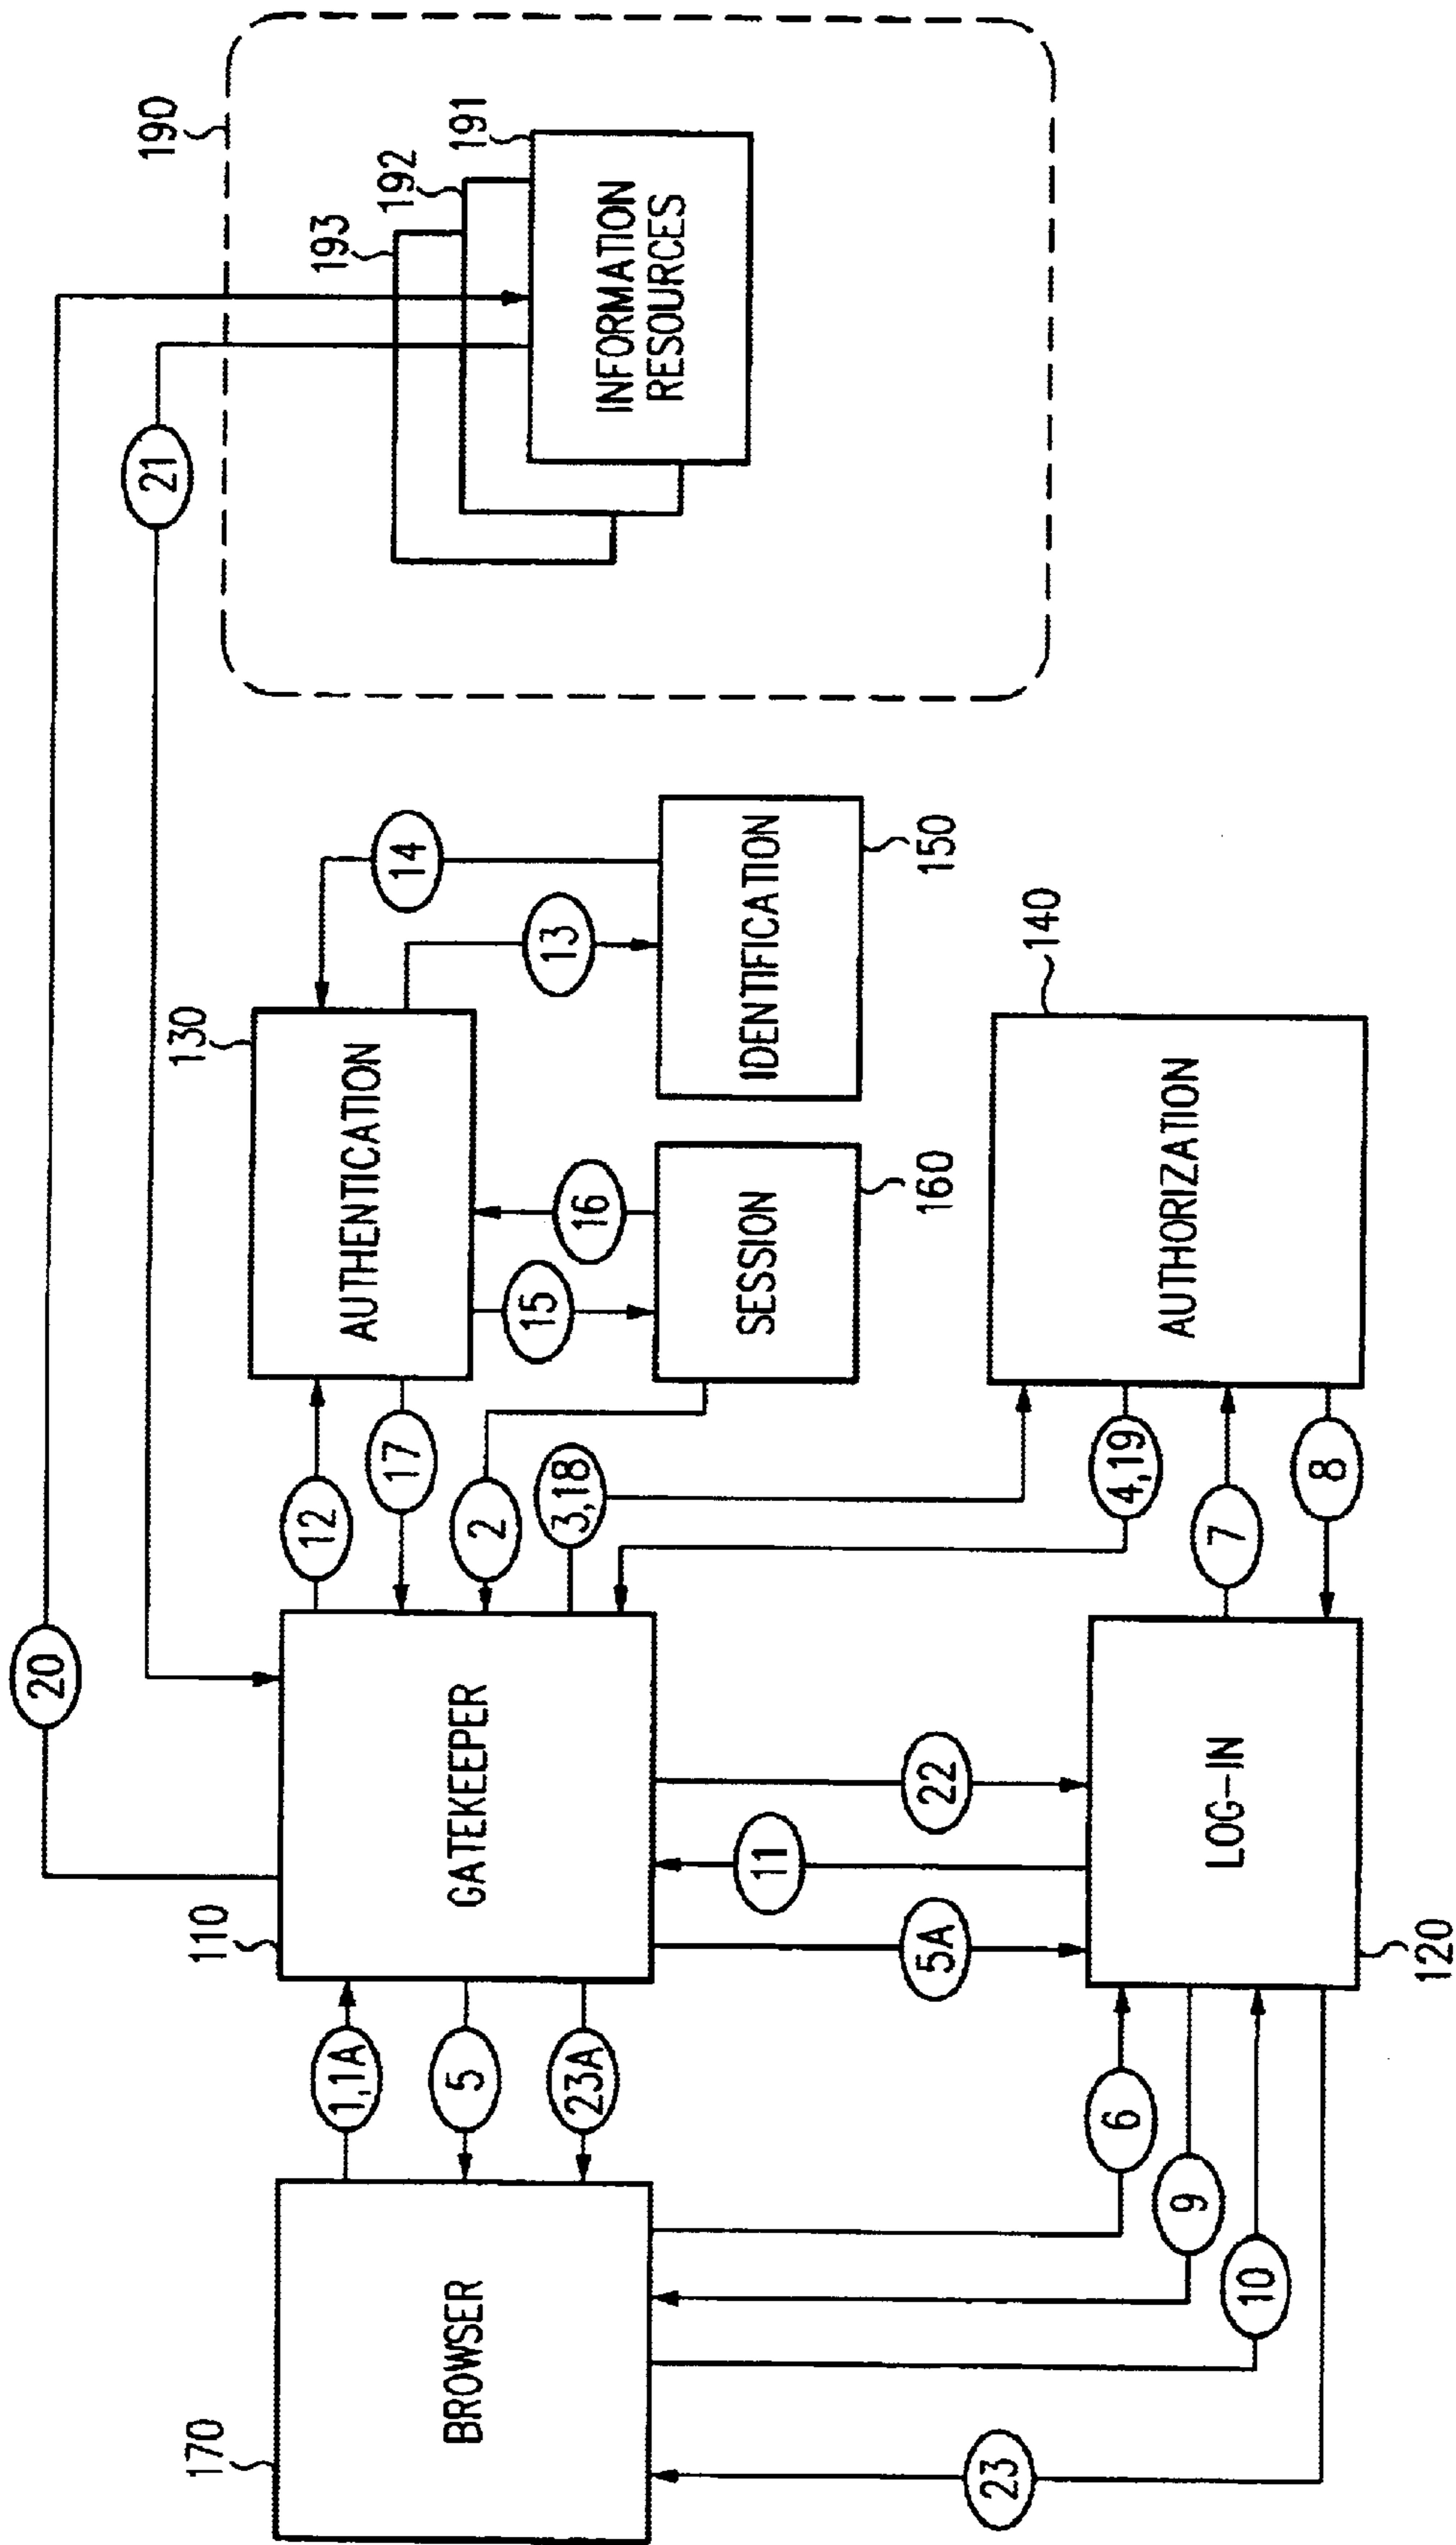 20
21
190
193
192
191
INFORMATION
RESOURCES
110
130
12
17
AUTHENTICATION
14
13
170
1,1A
5
23A
BROWSER
GATEKEEPER
2
3,18
15
16
SESSION
160
IDENTIFICATION
150
11
22
5A
4,19
140
AUTHORIZATION
6
9
10
23
LOG-IN
120
7
8